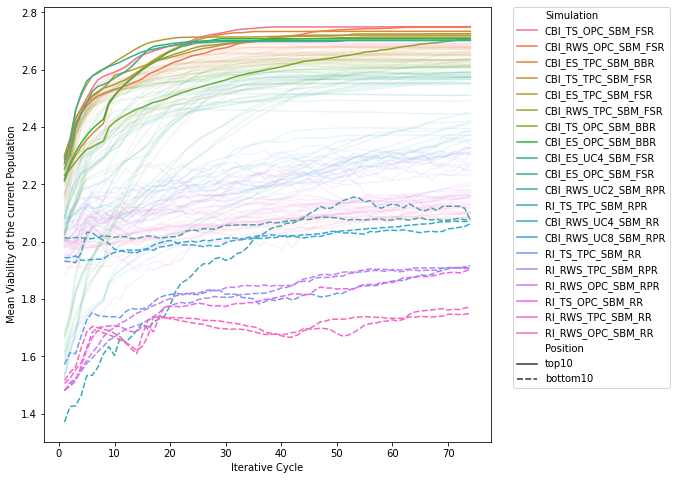 2.8
2.6
2.4
2.2
2.0
1.8
1.6
1.4
Mean Viability of the current Population
0 10 20 30 40 50 60 70
Iterative Cycle
Simulation
CBI_TS_OPC_SBM_FSR
CBI_RWS_OPC_SBM_FSR
CBI_ES_TPC_SBM_BBR
CBI_TS_TPC_SBM_FSR
CBI_ES_TPC_SBM_FSR
CBI_RWS_TPC_SBM_FSR
CBI_TS_OPC_SBM_BBR
CBI_ES_OPC_SBM_BBR
CBI_ES_UC4_SBM_FSR
CBI_ES_OPC_SBM_FSR
CBI_RWS_UC2_SBM_RPR
RI_TS_TPC_SBM_RPR
CBI_RWS_UC4_SBM_RR
CBI_RWS_UC8_SBM_RPR
RI_TS_TPC_SBM_RR
RI_RWS_TPC_SBM_RPR
RI_RWS_OPC_SBM_RPR
RI_TS_OPC_SBM_RR
RI_RWS_TPC_SBM_RR
RI_RWS_OPC_SBM_RR
Position
top10
bottom10